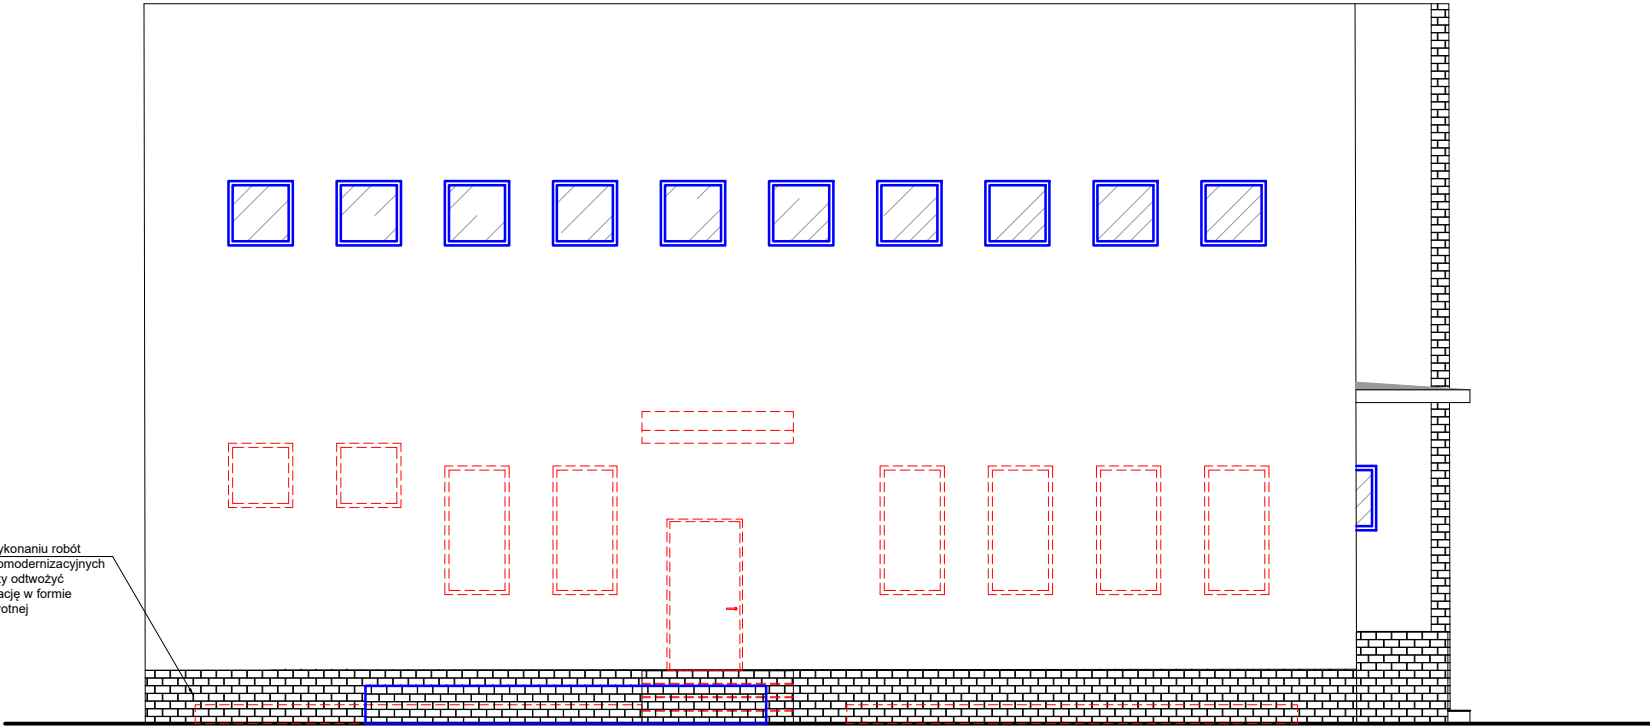 ykonaniu robót
omodernizacyjnych
y odtwożyć
ację w formie
otnej